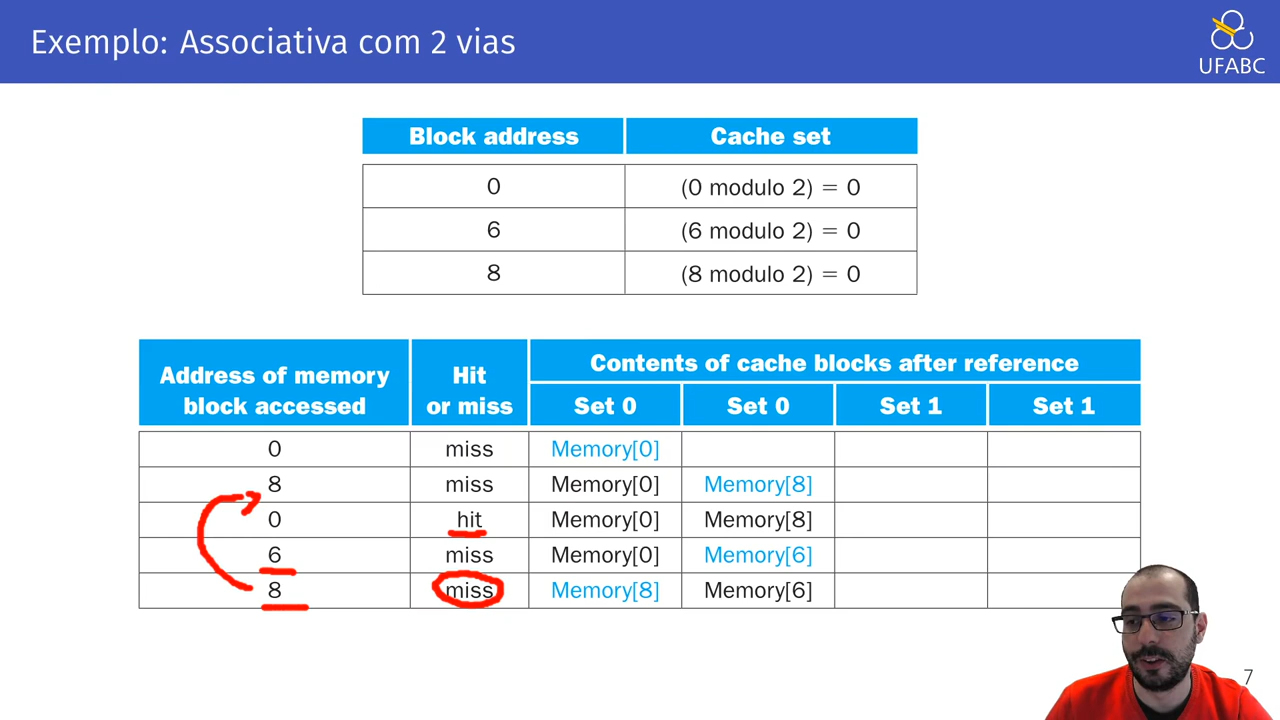 Exemplo: Associativa com 2 vias
UFABC
Block address Cache set
0 (0 modulo 2) = 0
6 (6 modulo 2) = 0
8 (8 modulo 2) = 0
Address of memory block accessed Hit or miss Contents of cache blocks after reference
Set 0 Set 0 Set 1 Set 1
0 miss Memory[0]
8 miss Memory[0] Memory[8]
0 hit Memory[0] Memory[8]
6 miss Memory[0] Memory[6]
8 miss Memory[8] Memory[6]
7